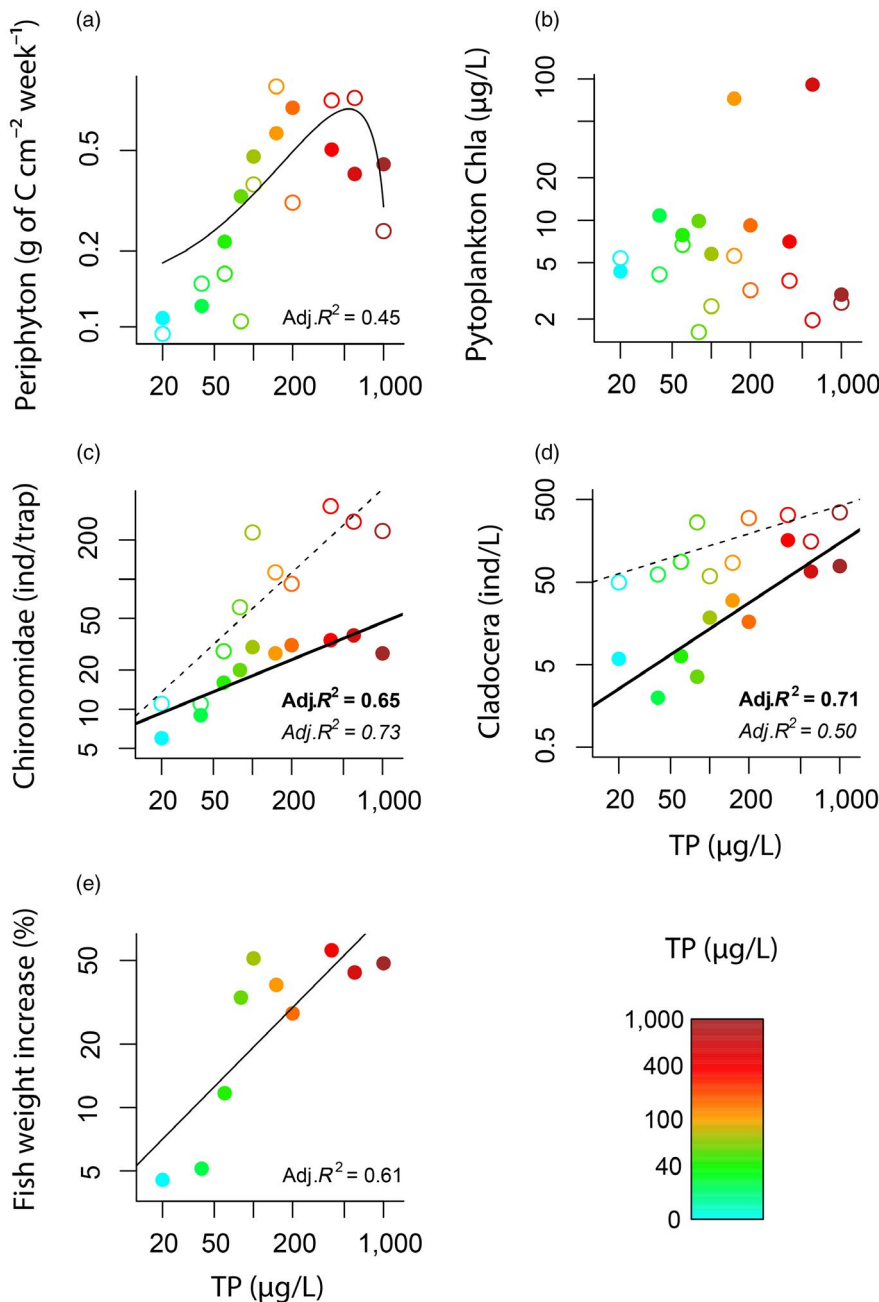 (a)
Periphyton (g of C cm⁻² week⁻¹)
0.5
0.2
0.1
Adj.R² = 0.45
20 50 200 1,000
(b)
Pytoplankton Chla (µg/L)
100
20
10
5
2
20 50 200 1,000
(c)
Chironomidae (ind/trap)
200
50
20
10
5
Adj.R² = 0.65
Adj.R² = 0.73
20 50 200 1,000
(d)
Cladocera (ind/L)
500
50
5
0.5
Adj.R² = 0.71
Adj.R² = 0.50
20 50 200 1,000
TP (µg/L)
(e)
Fish weight increase (%)
50
20
10
5
Adj.R² = 0.61
20 50 200 1,000
TP (µg/L)
TP (µg/L)
1,000
400
100
40
0